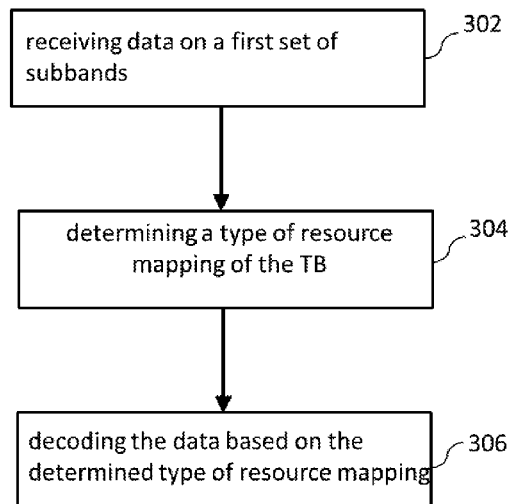 receiving data on a first set of
subbands
302
determining a type of resource
mapping of the TB
304
decoding the data based on the
determined type of resource mapping
306